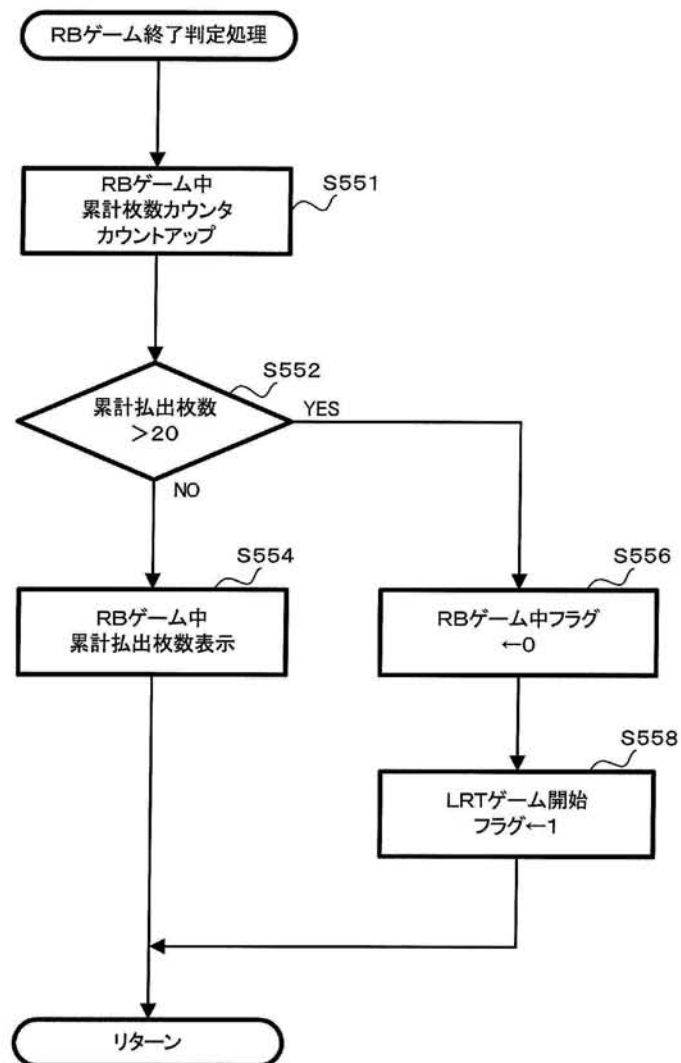 RBゲーム終了判定処理
RBゲーム中
累計枚数カウンタ
カウントアップ
S551
S552
累計払出枚数
>20
YES
NO
S554
RBゲーム中
累計払出枚数表示
S556
RBゲーム中フラグ
←0
S558
LRTゲーム開始
フラグ←1
リターン